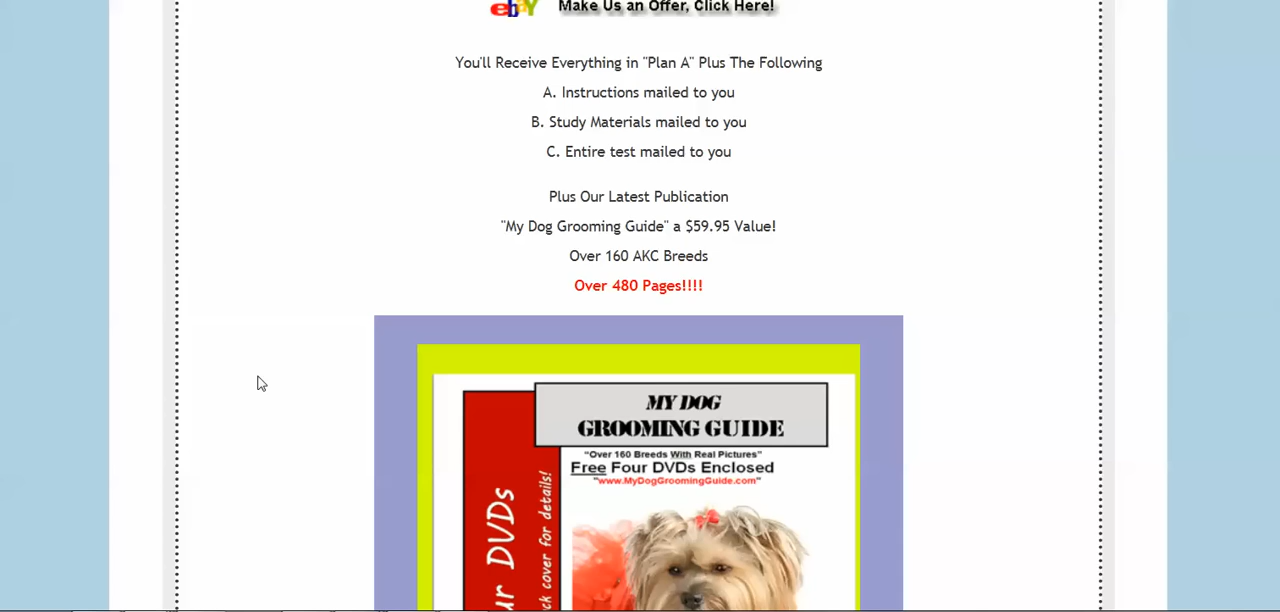 ebay Make Us an Offer, Click Here!
You'll Receive Everything in "Plan A" Plus The Following
A. Instructions mailed to you
B. Study Materials mailed to you
C. Entire test mailed to you
Plus Our Latest Publication
"My Dog Grooming Guide" a $59.95 Value!
Over 160 AKC Breeds
Over 480 Pages!!!!
MY DOG
GROOMING GUIDE
"Over 160 Breeds With Real Pictures"
Free Four DVDs Enclosed
"www.MyDogGroomingGuide.com"
DVDs
cover for details!